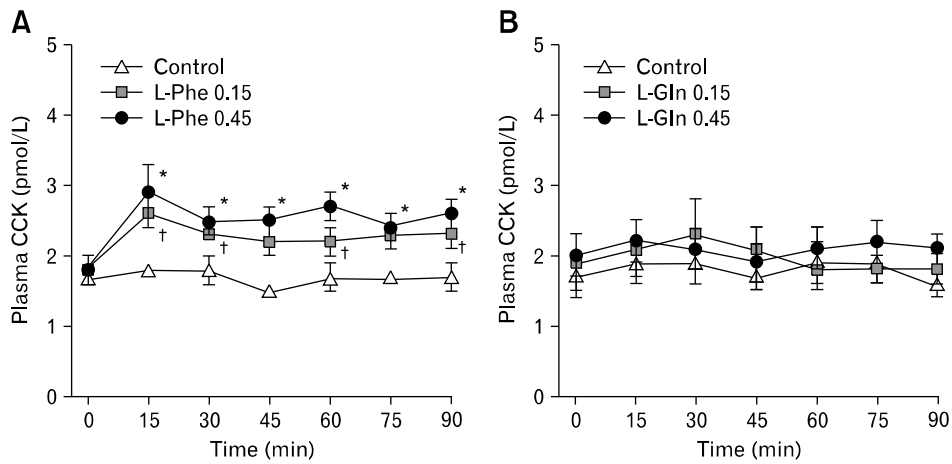 A
Plasma CCK (pmol/L)
5
4
3
2
1
0
Control
L-Phe 0.15
L-Phe 0.45
* * * * * *
† † † †
0 15 30 45 60 75 90
Time (min)
B
Plasma CCK (pmol/L)
5
4
3
2
1
0
Control
L-Gln 0.15
L-Gln 0.45
0 15 30 45 60 75 90
Time (min)